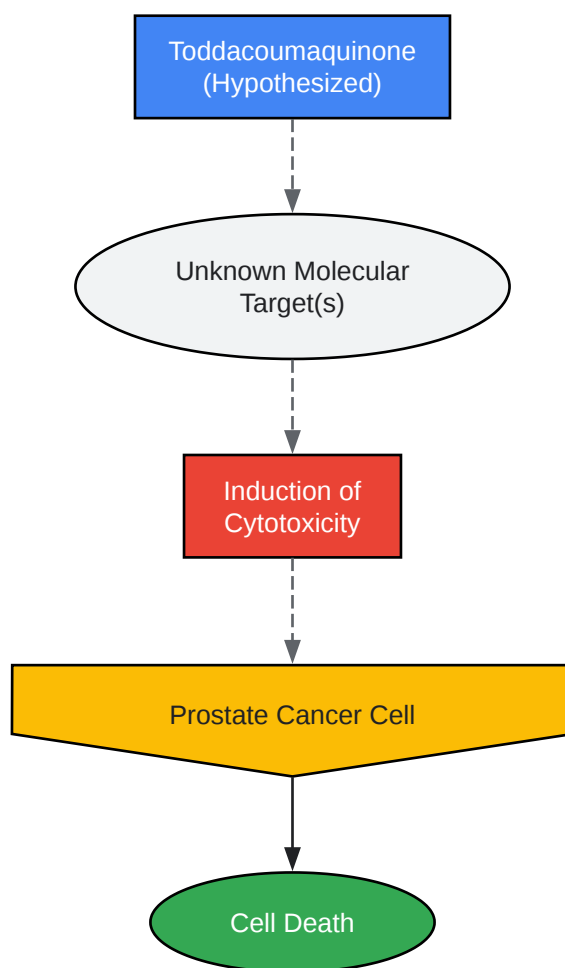 Toddacoumaquinone
(Hypothesized)
Unknown Molecular
Target(s)
Induction of
Cytotoxicity
Prostate Cancer Cell
Cell Death